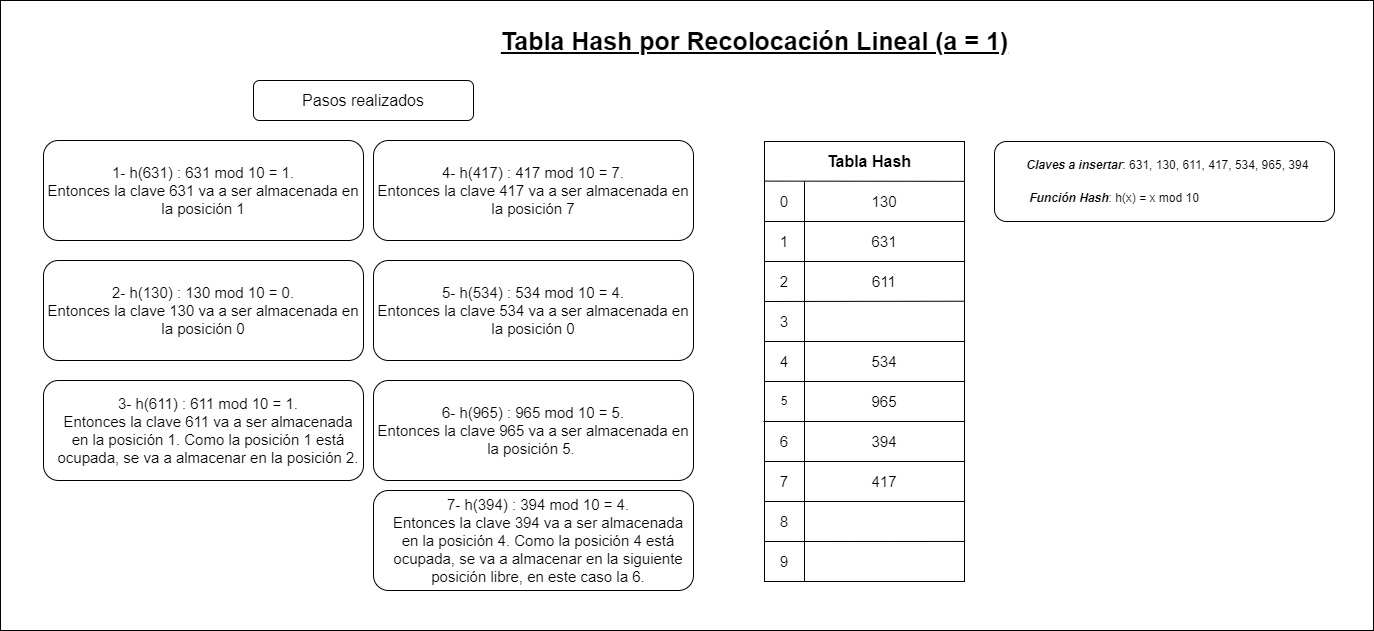 Tabla Hash por Recolocación Lineal (a = 1)
Pasos realizados
1- h(631) : 631 mod 10 = 1.
Entonces la clave 631 va a ser almacenada en
la posición 1
2- h(130) : 130 mod 10 = 0.
Entonces la clave 130 va a ser almacenada en
la posición 0
3- h(611) : 611 mod 10 = 1.
Entonces la clave 611 va a ser almacenada
en la posición 1. Como la posición 1 está
ocupada, se va a almacenar en la posición 2.
4- h(417) : 417 mod 10 = 7.
Entonces la clave 417 va a ser almacenada en
la posición 7
5- h(534) : 534 mod 10 = 4.
Entonces la clave 534 va a ser almacenada en
la posición 0
6- h(965) : 965 mod 10 = 5.
Entonces la clave 965 va a ser almacenada en
la posición 5.
7- h(394) : 394 mod 10 = 4.
Entonces la clave 394 va a ser almacenada
en la posición 4. Como la posición 4 está
ocupada, se va a almacenar en la siguiente
posición libre, en este caso la 6.
Tabla Hash
0 130
1 631
2 611
3
4 534
5 965
6 394
7 417
8
9
Claves a insertar: 631, 130, 611, 417, 534, 965, 394
Función Hash: h(x) = x mod 10